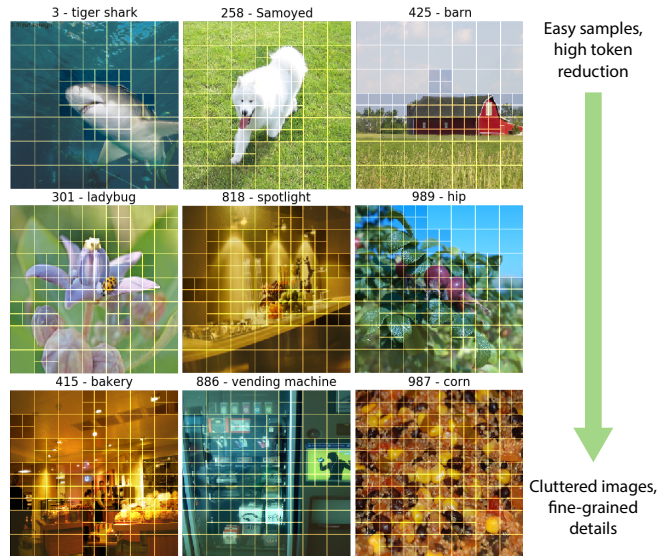 3 - tiger shark
258 - Samoyed
425 - barn
Easy samples,
high token
reduction
301 - ladybug
818 - spotlight
989 - hip
415 - bakery
886 - vending machine
987 - corn
Cluttered images,
fine-grained
details